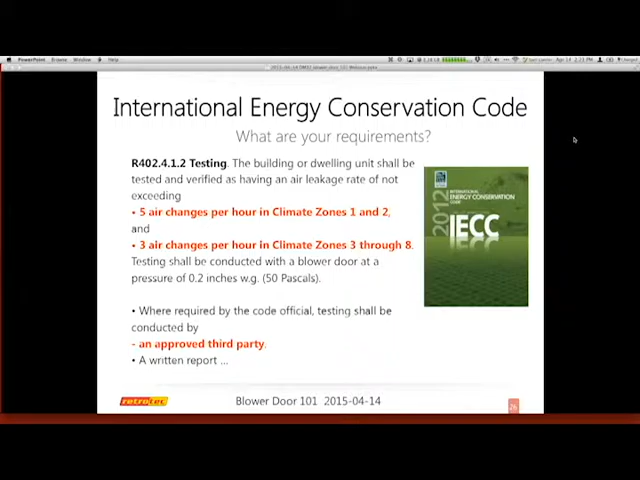 PowerPoint
Window
International Energy Conservation Code
What are your requirements?
R402.4.1.2 Testing. The building or dwelling unit shall be
tested and verified as having an air leakage rate of not
exceeding
• 5 air changes per hour in Climate Zones 1 and 2,
and
• 3 air changes per hour in Climate Zones 3 through 8.
Testing shall be conducted with a blower door at a
pressure of 0.2 inches w.g. (50 Pascals).
• Where required by the code official, testing shall be
conducted by
- an approved third party.
• A written report ...
2012
INTERNATIONAL
ENERGY CONSERVATION
CODE
IECC
retrotec
Blower Door 101 2015-04-14
26